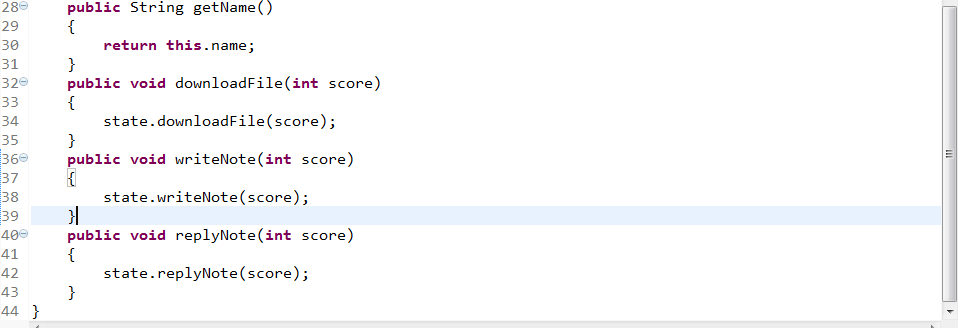 28 public String getName()
29 {
30 return this.name;
31 }
32 public void downloadFile(int score)
33 {
34 state.downloadFile(score);
35 }
36 public void writeNote(int score)
37 {
38 state.writeNote(score);
39 }
40 public void replyNote(int score)
41 {
42 state.replyNote(score);
43 }
44 }